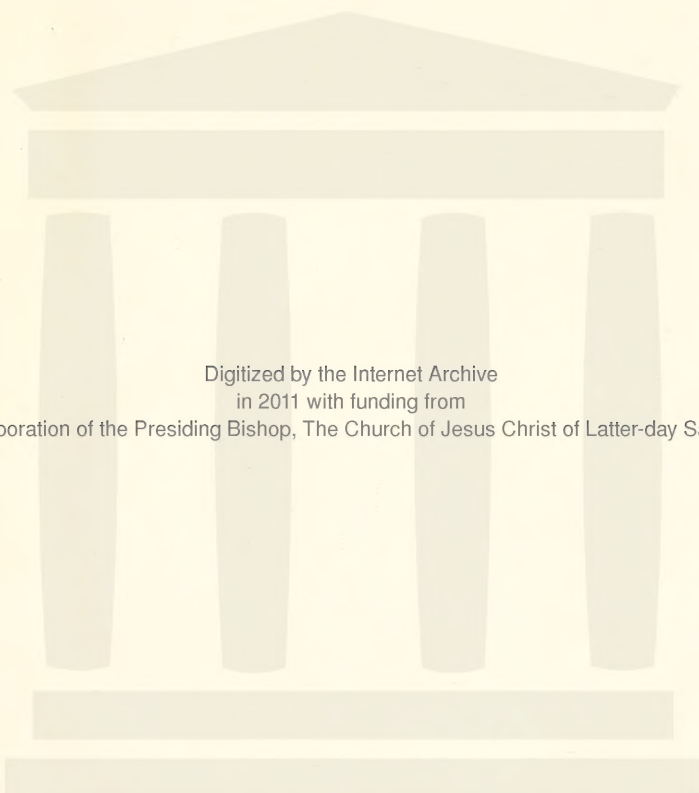 Digitized by the Internet Archive
in 2011 with funding from
of the Presiding Bishop, The Church of Jesus Christ of Latter-day